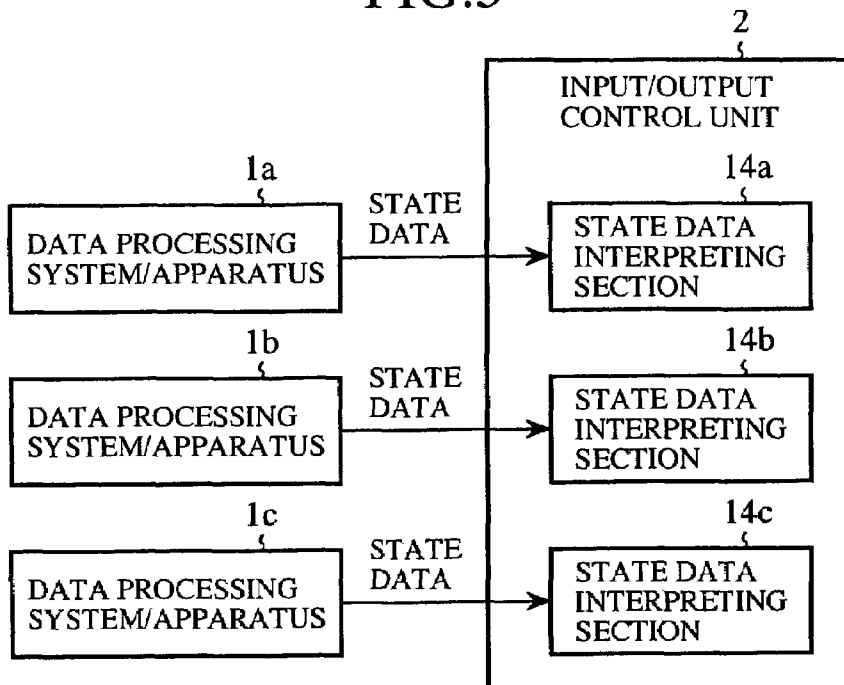 FIG.
2
INPUT/OUTPUT
CONTROL UNIT
1a
STATE
DATA
14a
DATA PROCESSING
SYSTEM/APPARATUS
STATE DATA
INTERPRETING
SECTION
1b
STATE
DATA
14b
DATA PROCESSING
SYSTEM/APPARATUS
STATE DATA
INTERPRETING
SECTION
1c
STATE
DATA
14c
DATA PROCESSING
SYSTEM/APPARATUS
STATE DATA
INTERPRETING
SECTION